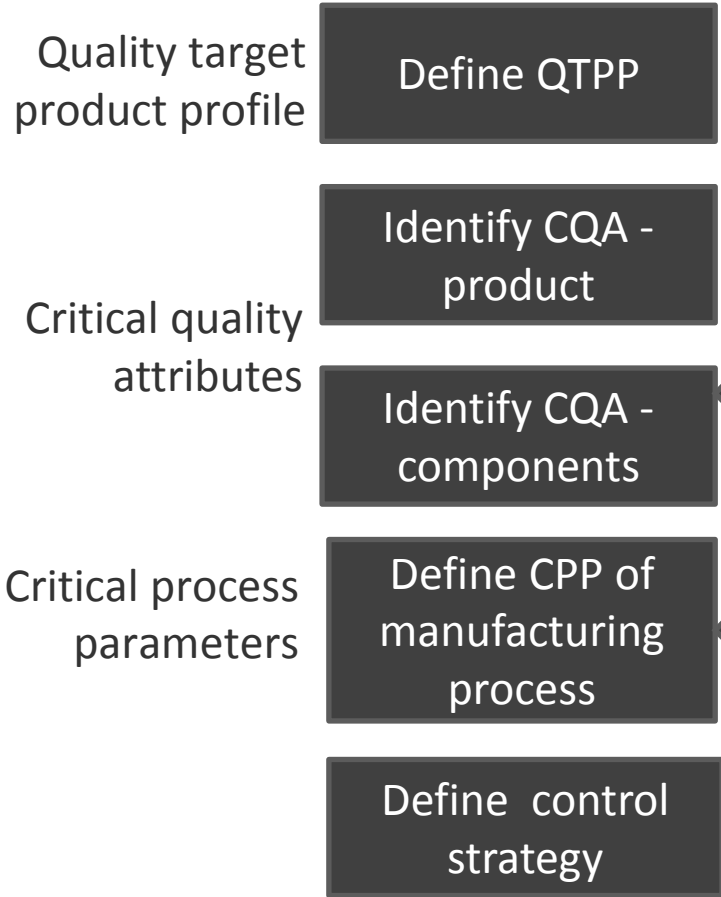 Quality target
product profile
Define QTPP
Identify CQA -
product
Critical quality
attributes
Identify CQA -
components
Critical process
parameters
Define CPP of
manufacturing
process
Define  control
strategy